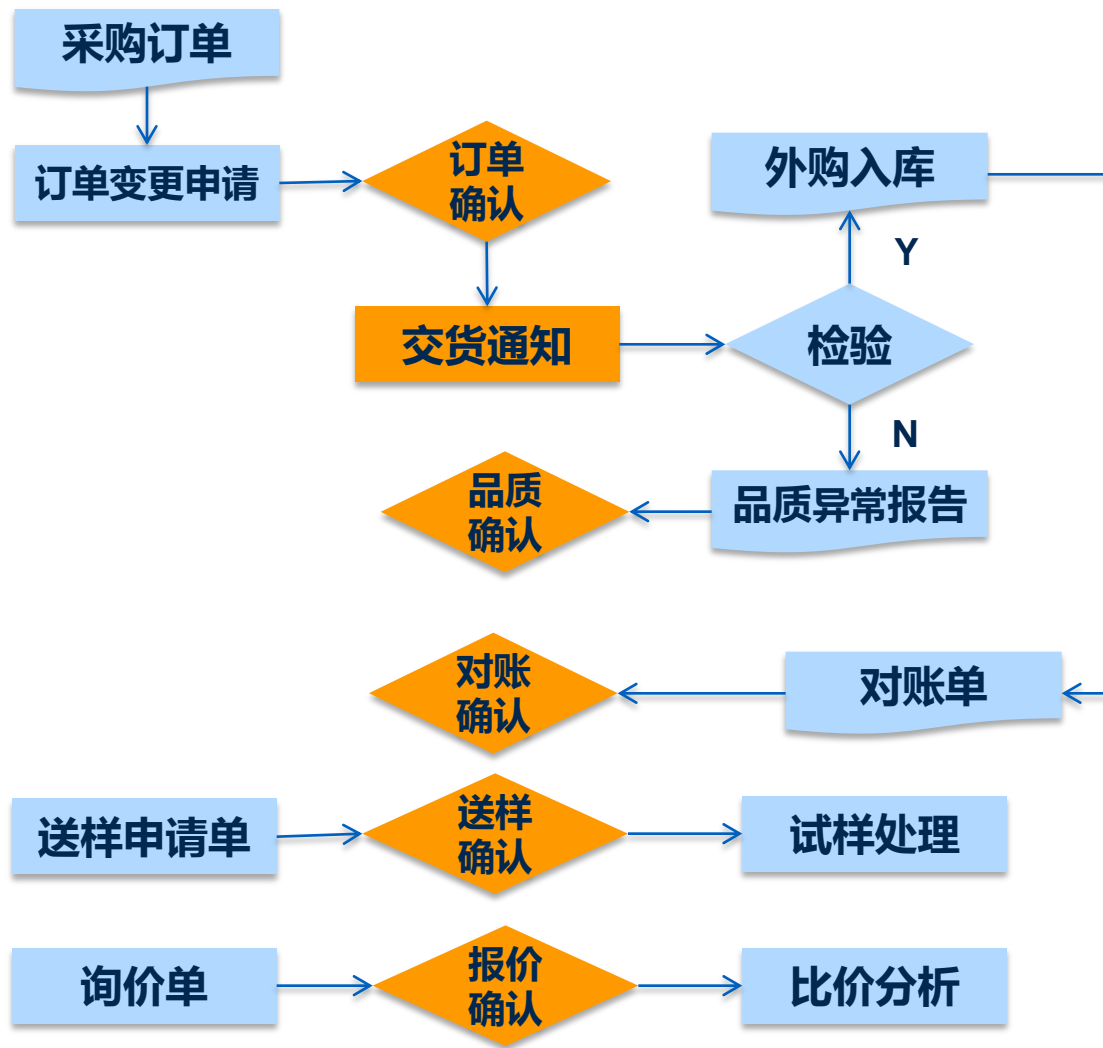 采购订单
订单变更申请
订单
确认
外购入库
Y
交货通知
检验
N
品质
确认
品质异常报告
对账
确认
对账单
送样申请单
送样
确认
试样处理
询价单
报价
确认
比价分析